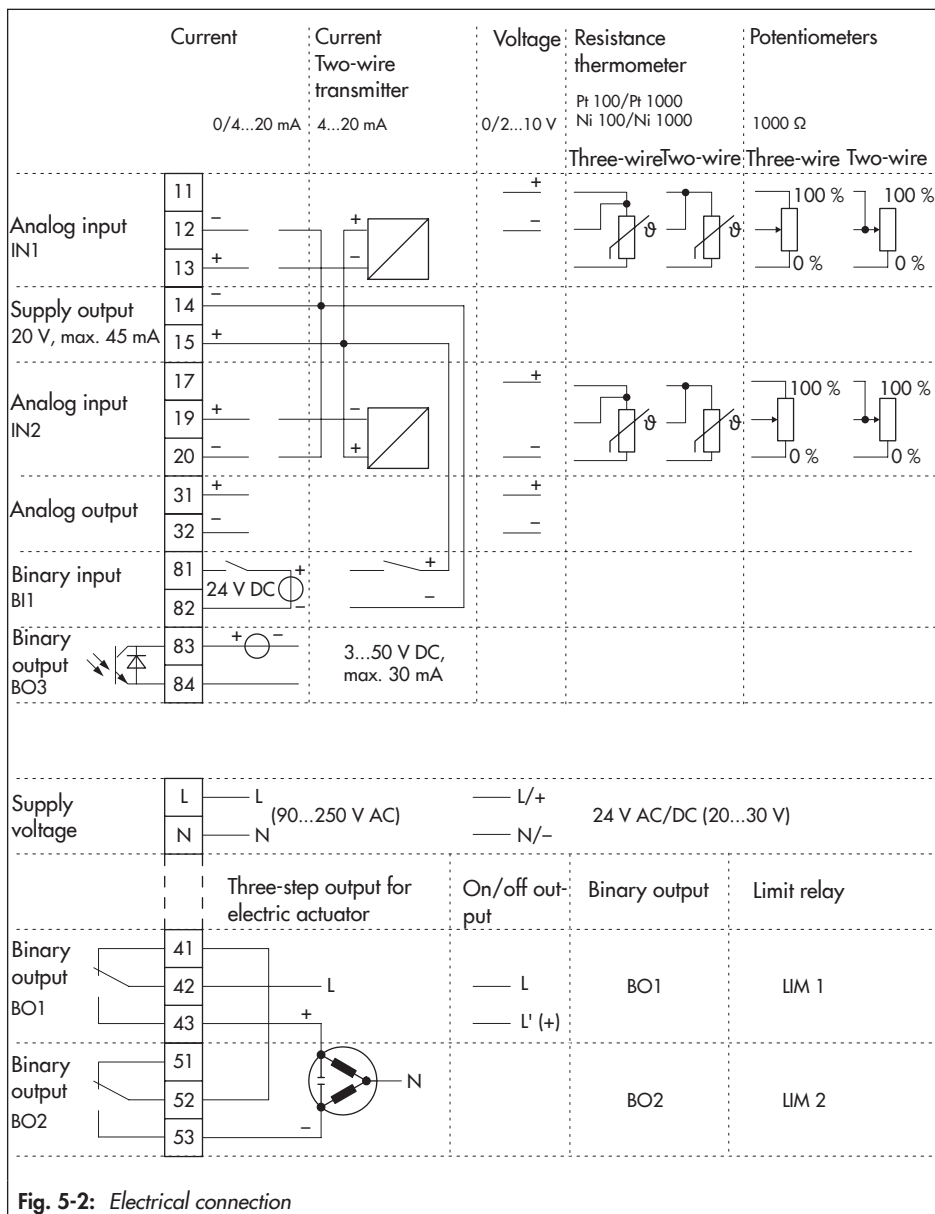 Current Current Two-wire transmitter Voltage Resistance thermometer Potentiometers
0/4...20 mA 4...20 mA 0/2...10 V Pt 100/Pt 1000 Ni 100/Ni 1000 1000 Ω
Three-wire Two-wire Three-wire Two-wire
11 + 100 % 100 %
Analog input IN1 12 − + − ϑ ϑ
13 + − 0 % 0 %
Supply output 14 −
20 V, max. 45 mA 15 +
17 + 100 % 100 %
Analog input IN2 19 + − ϑ ϑ
20 − + − 0 % 0 %
31 + +
Analog output 32 − −
Binary input BI1 81 + +
24 V DC
82 − −
Binary output BO3 83 + − 3...50 V DC, max. 30 mA
84
Supply voltage L L (90...250 V AC) L/+ 24 V AC/DC (20...30 V)
N N N/−
Three-step output for electric actuator On/off out-put Binary output Limit relay
41
Binary output BO1 42 L L BO1 LIM 1
43 + L' (+)
51 N
Binary output BO2 52 BO2 LIM 2
53 −
Fig. 5-2: Electrical connection